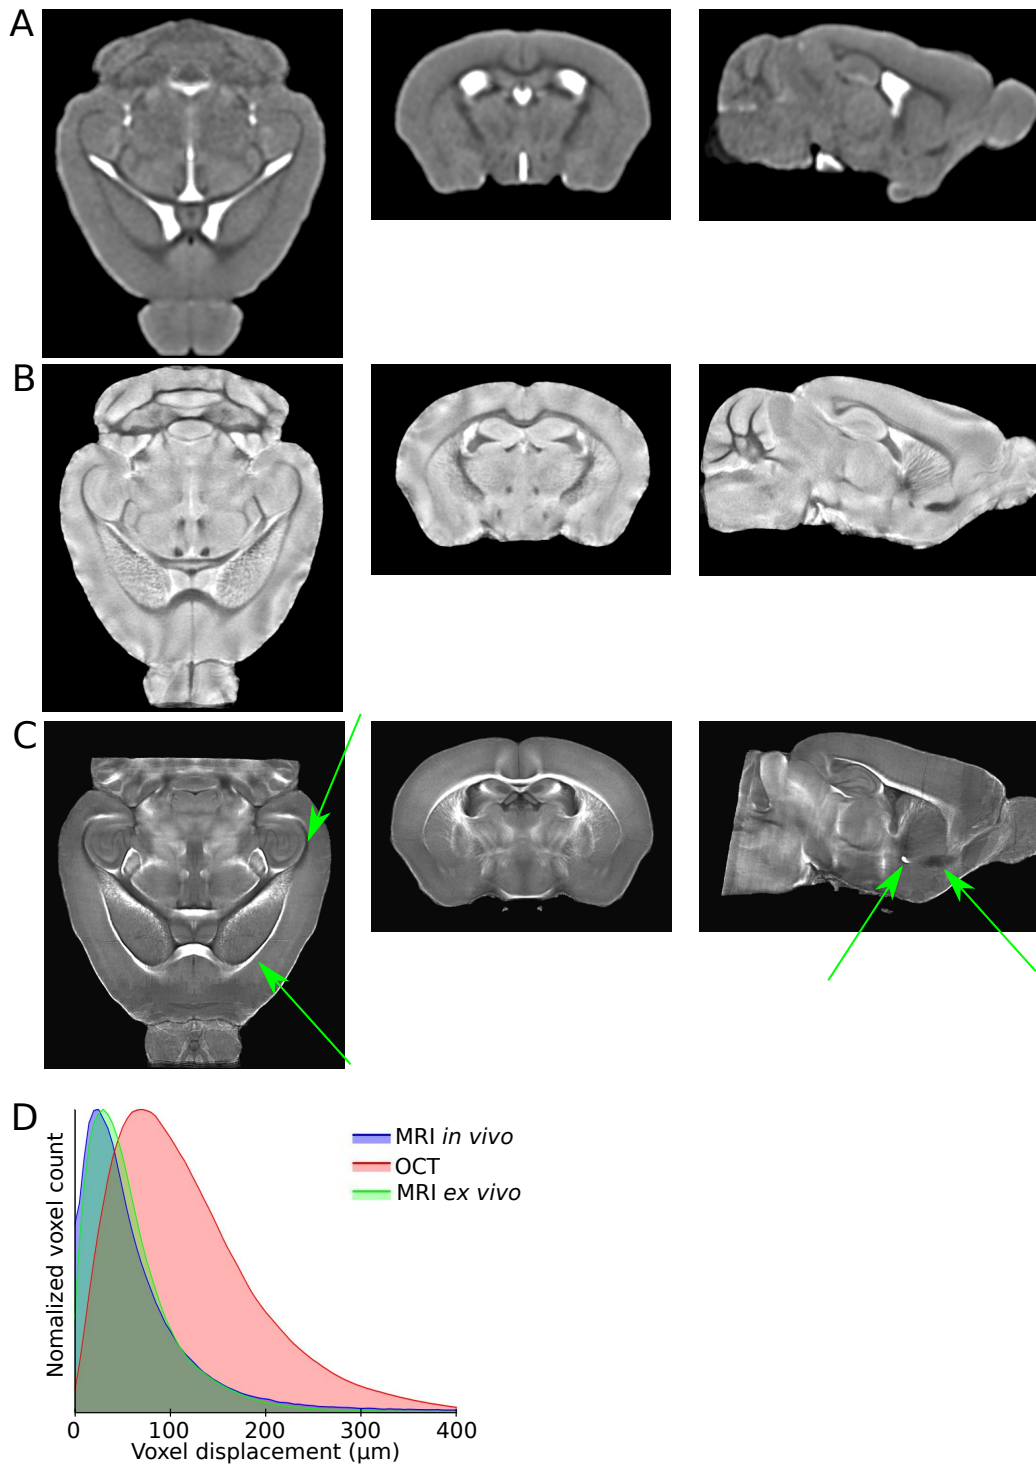 A
B
C
D
Nomalized voxel count
MRI in vivo
OCT
MRI ex vivo
0 100 200 300 400
Voxel displacement (μm)